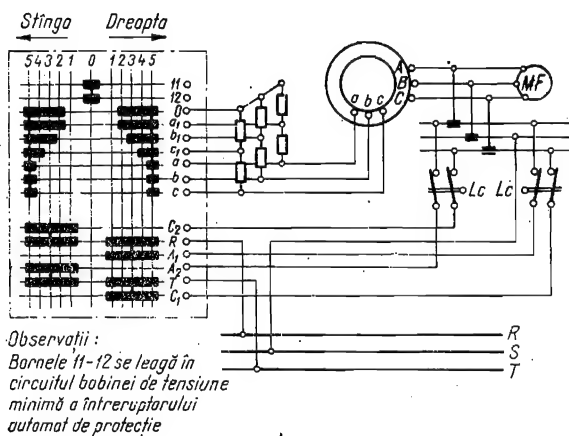 Stînga Dreapta
5 4 3 2 1 0 1 2 3 4 5
11
12
0
a₁
b₁
c₁
a
b
c
C₂
R
A₁
A₂
T
C₁
A
B
C
a b c
MF
Lc Lc
R
S
T
Observații :
Bornele 11-12 se leagă în
circuitul bobinei de tensiune
minimă a întreruptorului
automat de protecție